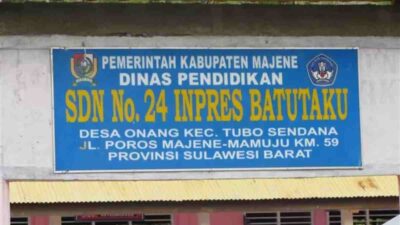 PEMERINTAH KABUPATEN MAJENE
DINAS PENDIDIKAN
SDN No. 24 INPRES BATUTAKU
DESA ONANG KEC. TUBO SENDANA
JL. POROS MAJENE-MAMUJU KM. 59
PROVINSI SULAWESI BARAT